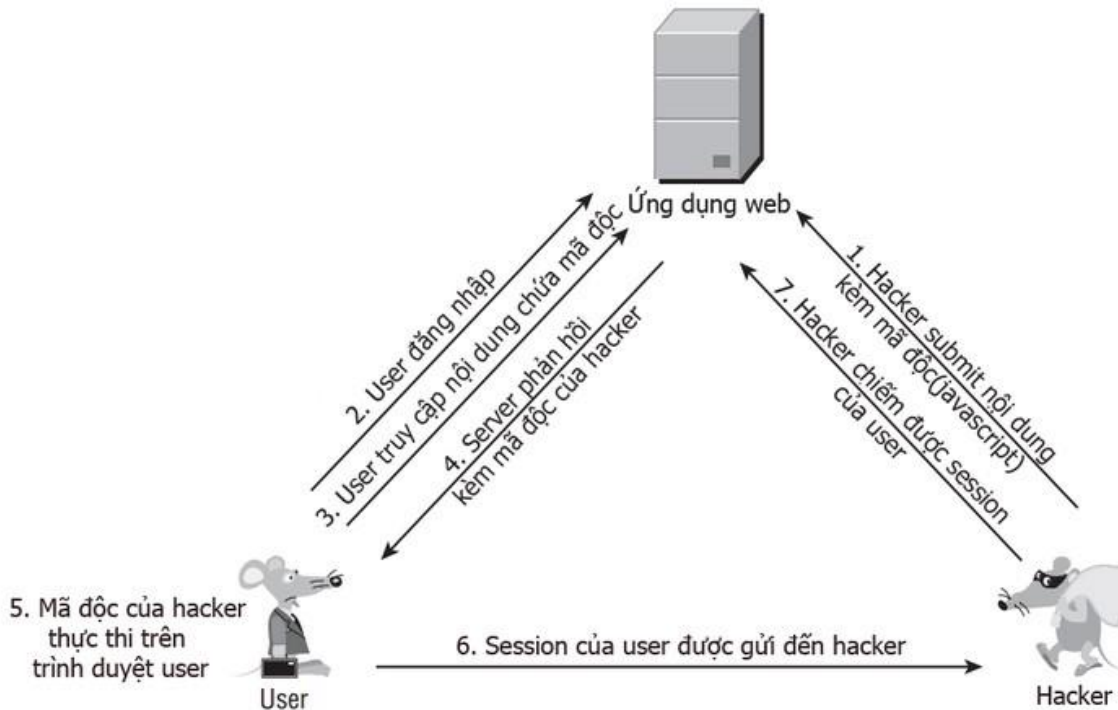 Ứng dụng web
1. Hacker submit nội dung
kèm mã độc(javascript)
7. Hacker chiếm được session
của user
2. User đăng nhập
3. User truy cập nội dung chứa mã độc
4. Server phản hồi
kèm mã độc của hacker
5. Mã độc của hacker
thực thi trên
trình duyệt user
6. Session của user được gửi đến hacker
User
Hacker